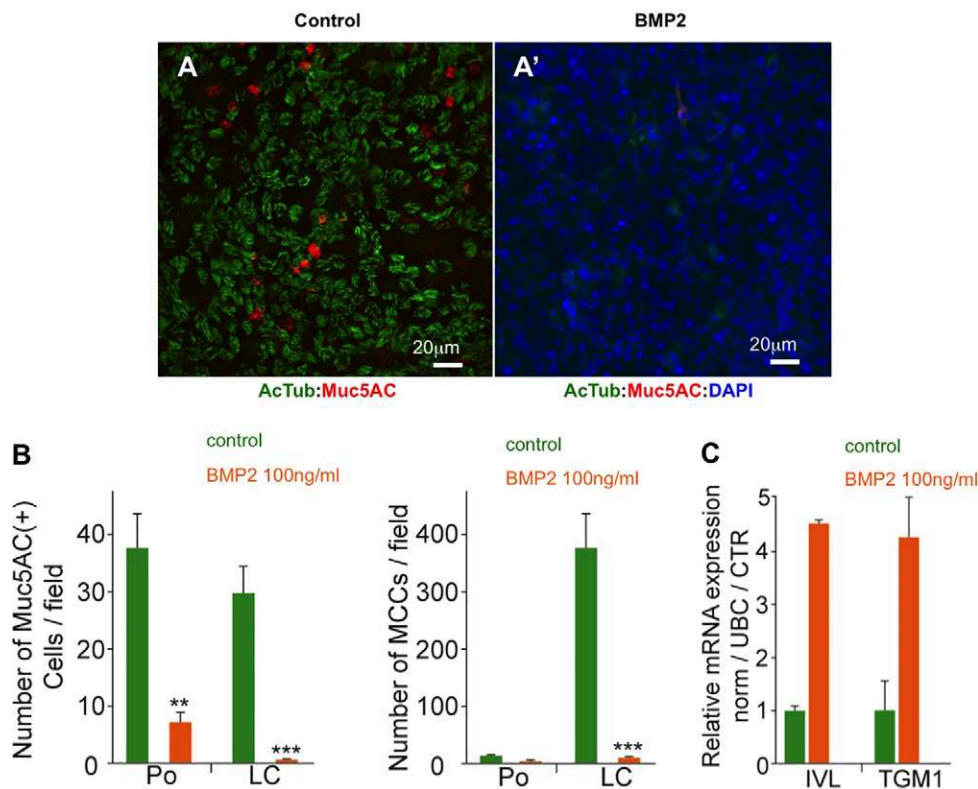 Control
BMP2
A
A'
20µm
20µm
AcTub:Muc5AC
AcTub:Muc5AC:DAPI
B
control
BMP2 100ng/ml
Number of Muc5AC(+)
Cells / field
40
30
20
10
0
**
***
Po
LC
control
BMP2 100ng/ml
Number of MCCs / field
400
300
200
100
0
***
Po
LC
C
control
BMP2 100ng/ml
Relative mRNA expression
norm / UBC / CTR
5
4
2
1
0
IVL
TGM1